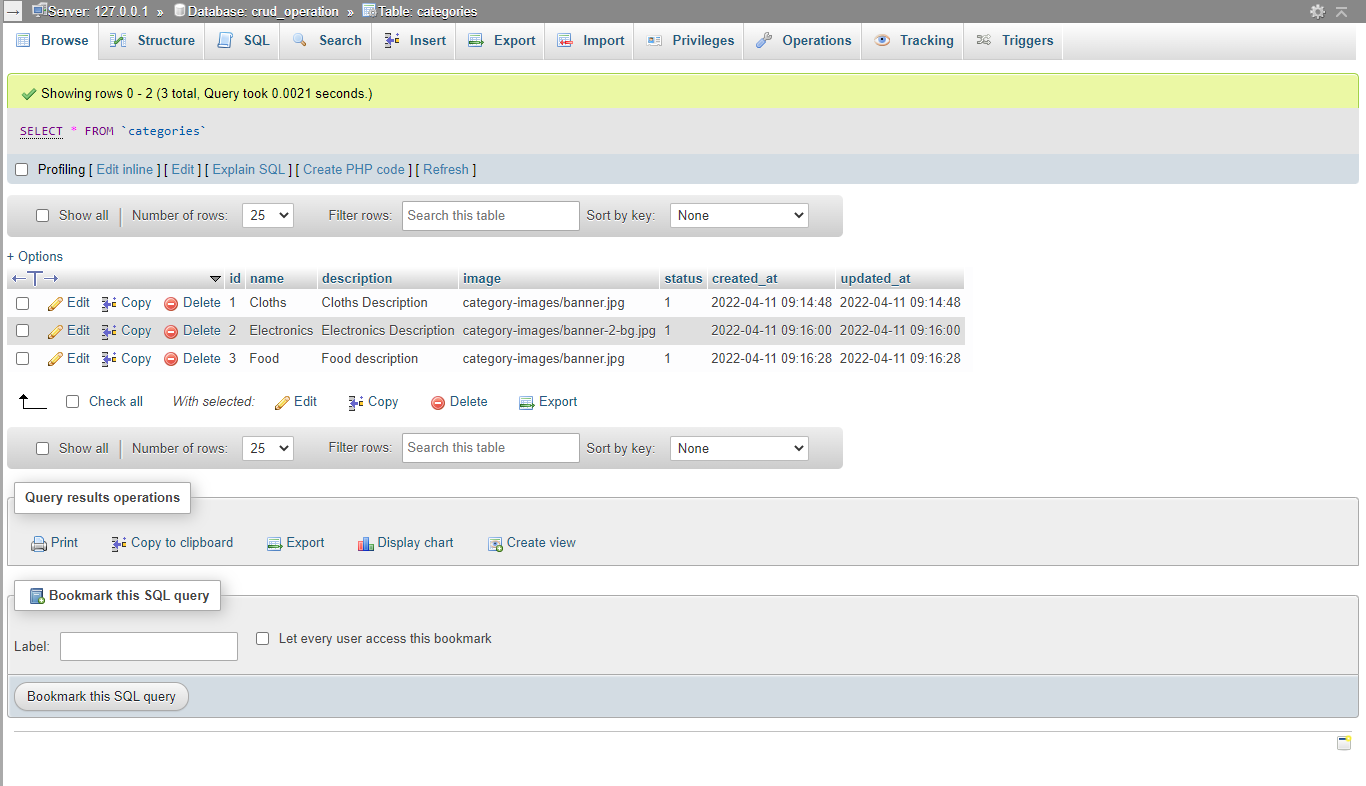 Server: 127.0.0.1 » Database: crud_operation » Table: categories
Browse Structure SQL Search Insert Export Import Privileges Operations Tracking Triggers
Showing rows 0 - 2 (3 total, Query took 0.0021 seconds.)
SELECT * FROM `categories`
Profiling [ Edit inline ] [ Edit ] [ Explain SQL ] [ Create PHP code ] [ Refresh ]
Show all Number of rows: 25 Filter rows: Search this table Sort by key: None
+ Options
←T→ id name description image status created_at updated_at
Edit Copy Delete 1 Cloths Cloths Description category-images/banner.jpg 1 2022-04-11 09:14:48 2022-04-11 09:14:48
Edit Copy Delete 2 Electronics Electronics Description category-images/banner-2-bg.jpg 1 2022-04-11 09:16:00 2022-04-11 09:16:00
Edit Copy Delete 3 Food Food description category-images/banner.jpg 1 2022-04-11 09:16:28 2022-04-11 09:16:28
Check all With selected: Edit Copy Delete Export
Show all Number of rows: 25 Filter rows: Search this table Sort by key: None
Query results operations
Print Copy to clipboard Export Display chart Create view
Bookmark this SQL query
Label: Let every user access this bookmark
Bookmark this SQL query